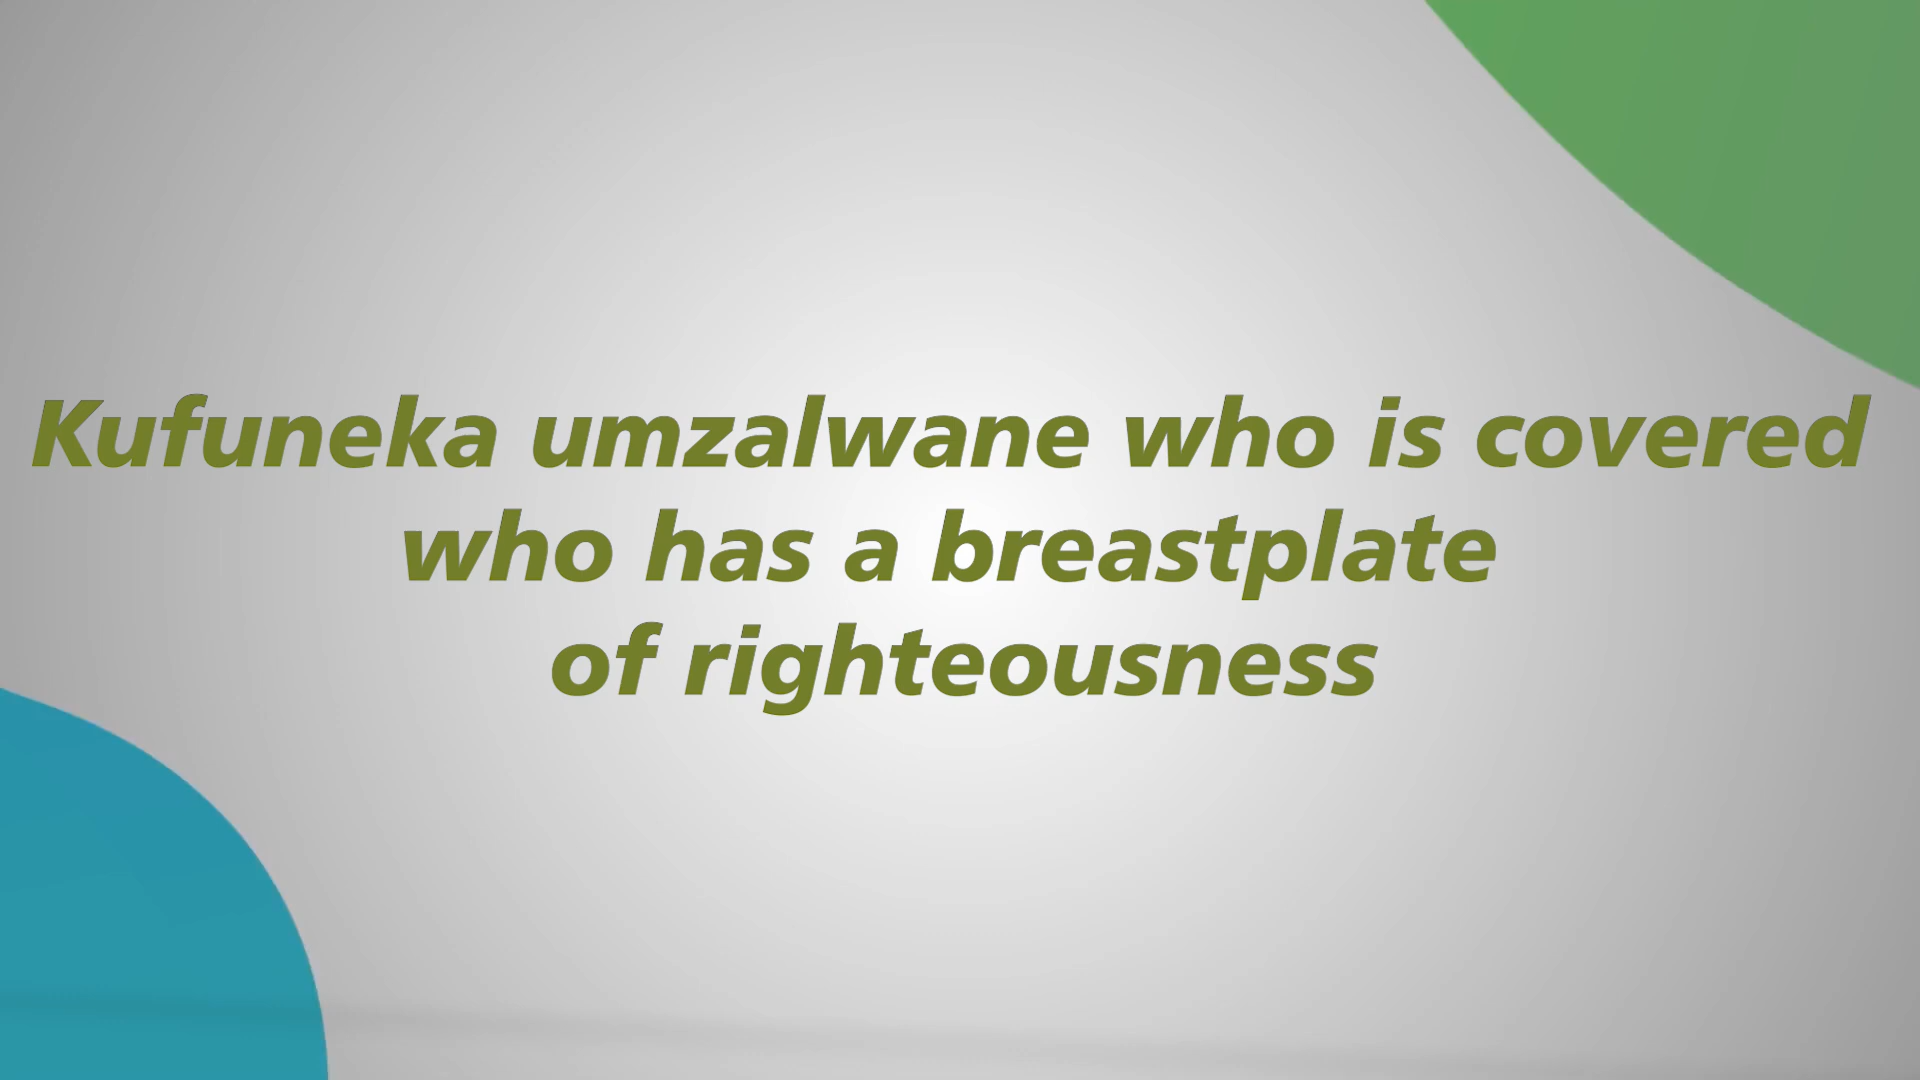 Kufuneka umzalwane who is covered
who has a breastplate
of righteousness